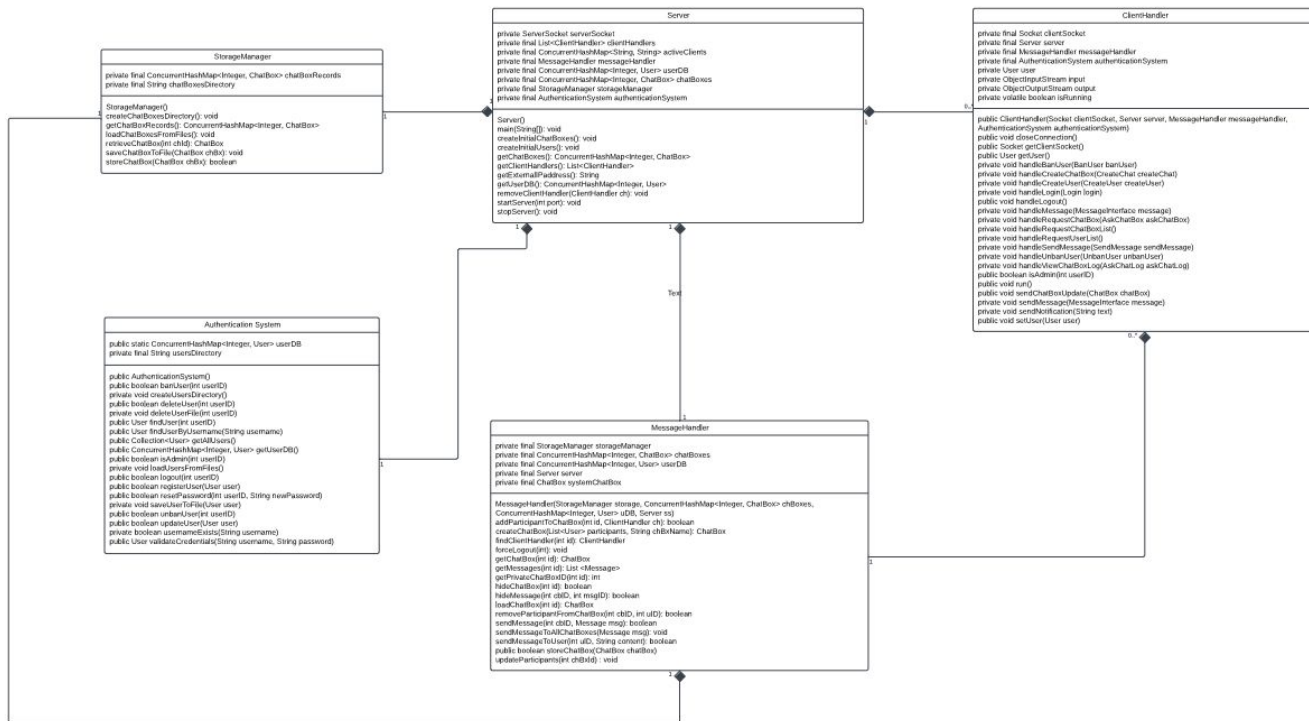 StorageManager
private final ConcurrentHashMap<Integer, ChatBox> chatBoxRecords
private final String chatBoxesDirectory
StorageManager()
createChatBoxesDirectory(): void
getChatBoxRecords(): ConcurrentHashMap<Integer, ChatBox>
loadChatBoxesFromFiles(): void
retrieveChatBox(int chId): ChatBox
saveChatBoxToFile(ChatBox chBx): void
storeChatBox(ChatBox chBx): boolean
1
1
Server
private ServerSocket serverSocket
private final List<ClientHandler> clientHandlers
private final ConcurrentHashMap<String, String> activeClients
private final MessageHandler messageHandler
private final ConcurrentHashMap<Integer, User> userDB
private final ConcurrentHashMap<Integer, ChatBox> chatBoxes
private final StorageManager storageManager
private final AuthenticationSystem authenticationSystem
Server()
main(String[]): void
createInitialChatBoxes(): void
createInitialUsers(): void
getChatBoxes(): ConcurrentHashMap<Integer, ChatBox>
getClientHandlers(): List<ClientHandler>
getExternalIPaddress(): String
getUserDB(): ConcurrentHashMap<Integer, User>
removeClientHandler(ClientHandler ch): void
startServer(int port): void
stopServer(): void
1
0..*
1
1
Text
ClientHandler
private final Socket clientSocket
private final Server server
private final MessageHandler messageHandler
private final AuthenticationSystem authenticationSystem
private User user
private ObjectInputStream input
private ObjectOutputStream output
private volatile boolean isRunning
public ClientHandler(Socket clientSocket, Server server, MessageHandler messageHandler,
AuthenticationSystem authenticationSystem)
public void closeConnection()
public Socket getClientSocket()
public User getUser()
private void handleBanUser(BanUser banUser)
private void handleCreateChatBox(CreateChat createChat)
private void handleCreateUser(CreateUser createUser)
private void handleLogin(Login login)
public void handleLogout()
private void handleMessage(MessageInterface message)
private void handleRequestChatBox(AskChatBox askChatBox)
private void handleRequestChatBoxList()
private void handleRequestUserList()
private void handleSendMessage(SendMessage sendMessage)
private void handleUnbanUser(UnbanUser unbanUser)
private void handleViewChatBoxLog(AskChatLog askChatLog)
public boolean isAdmin(int userID)
public void run()
public void sendChatBoxUpdate(ChatBox chatBox)
private void sendMessage(MessageInterface message)
private void sendNotification(String text)
public void setUser(User user)
0..*
Authentication System
public static ConcurrentHashMap<Integer, User> userDB
private final String usersDirectory
public AuthenticationSystem()
public boolean banUser(int userID)
private void createUsersDirectory()
public boolean deleteUser(int userID)
private void deleteUserFile(int userID)
public User findUser(int userID)
public User findUserByUsername(String username)
public Collection<User> getAllUsers()
public ConcurrentHashMap<Integer, User> getUserDB()
public boolean isAdmin(int userID)
private void loadUsersFromFiles()
public boolean logout(int userID)
public boolean registerUser(User user)
public boolean resetPassword(int userID, String newPassword)
private void saveUserToFile(User user)
public boolean unbanUser(int userID)
public boolean updateUser(User user)
private boolean usernameExists(String username)
public User validateCredentials(String username, String password)
1
1
MessageHandler
private final StorageManager storageManager
private final ConcurrentHashMap<Integer, ChatBox> chatBoxes
private final ConcurrentHashMap<Integer, User> userDB
private final Server server
private final ChatBox systemChatBox
MessageHandler(StorageManager storage, ConcurrentHashMap<Integer, ChatBox> chBoxes,
ConcurrentHashMap<Integer, User> uDB, Server ss)
addParticipantToChatBox(int id, ClientHandler ch): boolean
createChatBox(List<User> participants, String chBxName): ChatBox
findClientHandler(int id): ClientHandler
forceLogout(int): void
getChatBox(int id): ChatBox
getMessages(int id): List <Message>
getPrivateChatBoxID(int id): int
hideChatBox(int id): boolean
hideMessage(int cbID, int msgID): boolean
loadChatBox(int id): ChatBox
removeParticipantFromChatBox(int cbID, int uID): boolean
sendMessage(int cbID, Message msg): boolean
sendMessageToAllChatBoxes(Message msg): void
sendMessageToUser(int uID, String content): boolean
public boolean storeChatBox(ChatBox chatBox)
updateParticipants(int chBxId) : void
1
1